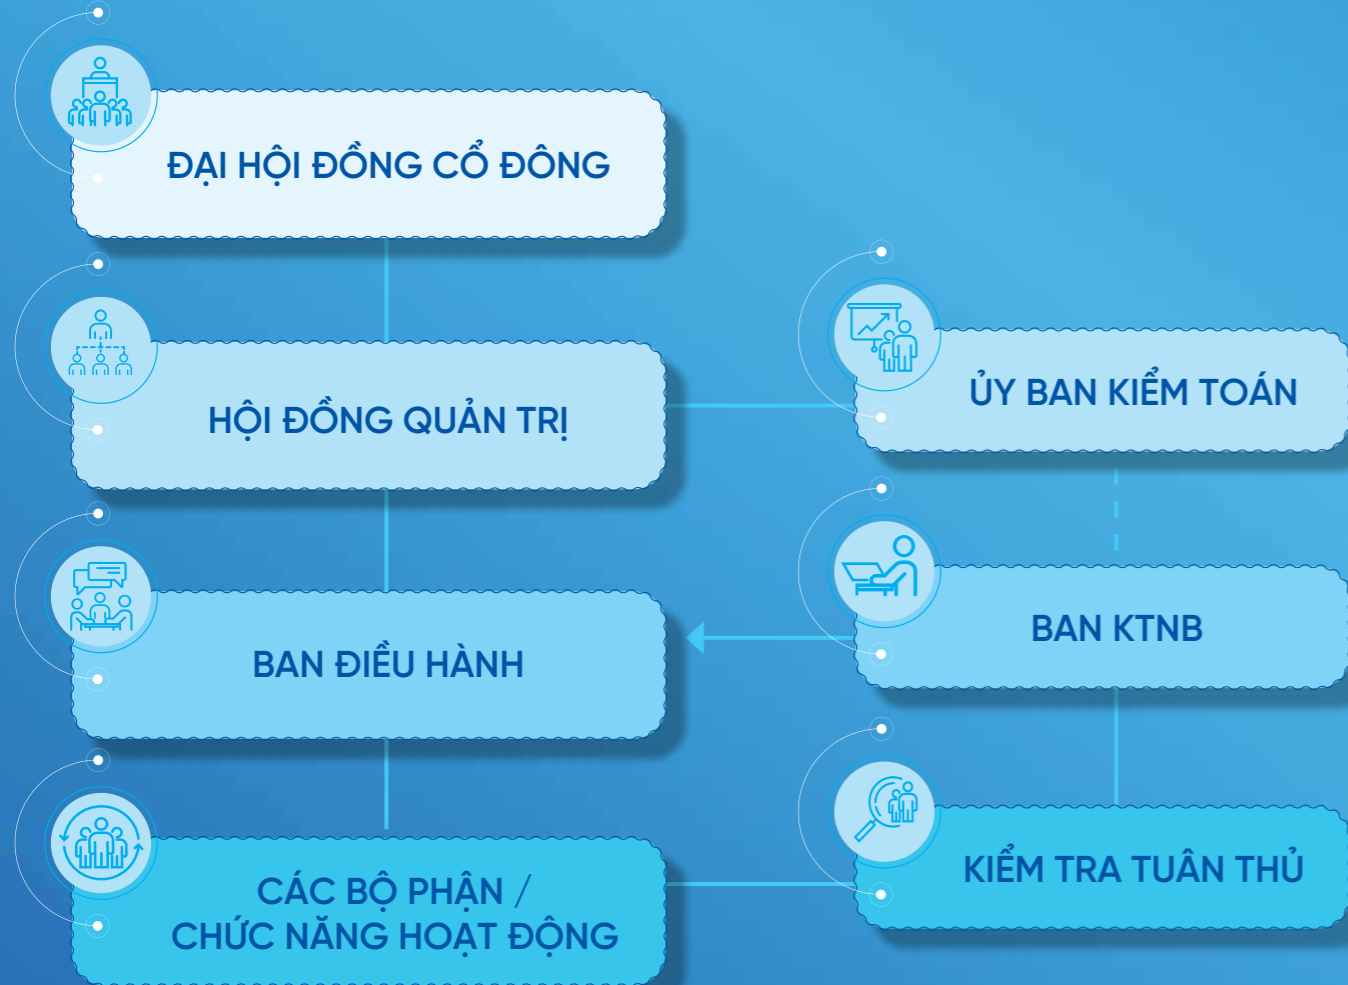 ĐẠI HỘI ĐỒNG CỔ ĐÔNG
HỘI ĐỒNG QUẢN TRỊ
ỦY BAN KIỂM TOÁN
BAN ĐIỀU HÀNH
BAN KTNB
CÁC BỘ PHẬN /
CHỨC NĂNG HOẠT ĐỘNG
KIỂM TRA TUÂN THỦ